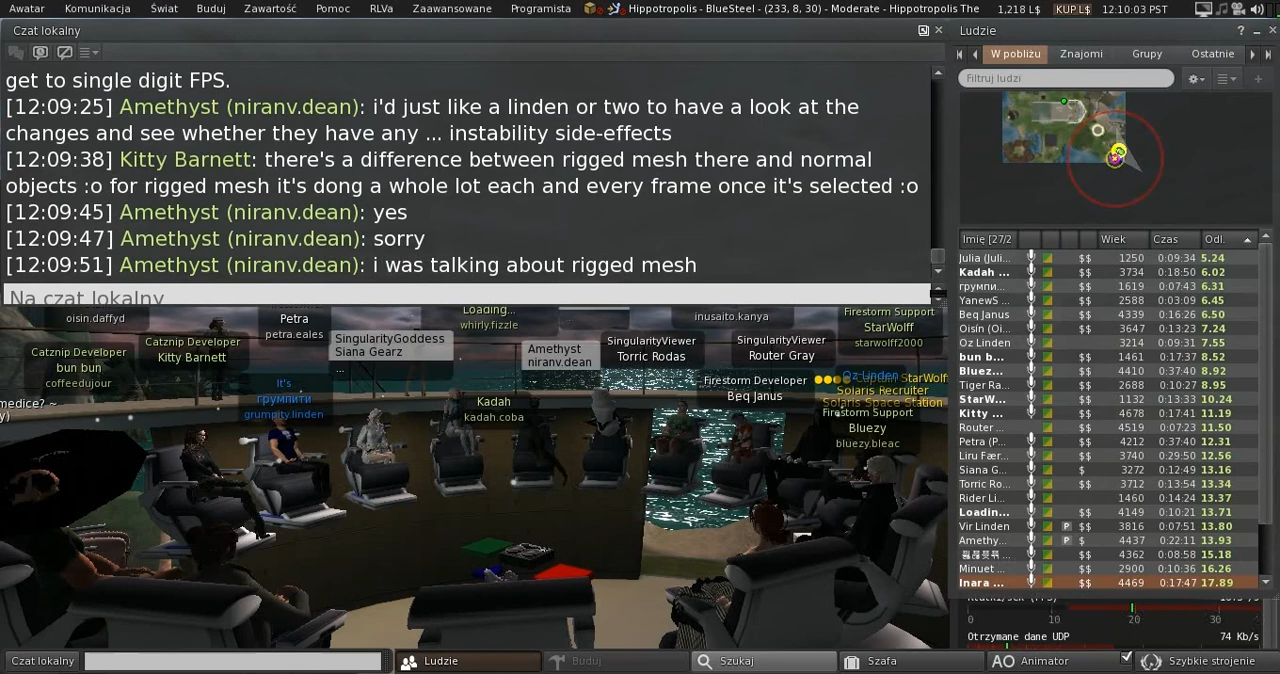 Awatar Komunikacja Świat Buduj Zawartość Pomoc RLVa Zaawansowane Programista Hippotropolis - BlueSteel - (233, 8, 30) - Moderate - Hippotropolis The 1,218 L$ KUP L$ 12:10:03 PST
Czat lokalny
get to single digit FPS.
[12:09:25] Amethyst (niranv.dean): i'd just like a linden or two to have a look at the
changes and see whether they have any ... instability side-effects
[12:09:38] Kitty Barnett: there's a difference between rigged mesh there and normal
objects :o for rigged mesh it's dong a whole lot each and every frame once it's selected :o
[12:09:45] Amethyst (niranv.dean): yes
[12:09:47] Amethyst (niranv.dean): sorry
[12:09:51] Amethyst (niranv.dean): i was talking about rigged mesh
Na czat lokalny
oisin.daffyd
Petra
petra.eales
Loading...
whirly.fizzle
inusaito.kanya
Firestorm Support
StarWolff
starwolff2000
Catznip Developer
bun bun
coffeedujour
Catznip Developer
Kitty Barnett
SingularityGoddess
Siana Gearz
...
Amethyst
niranv.dean
SingularityViewer
Torric Rodas
SingularityViewer
Router Gray
It's
грумпити
grumpity.linden
Kadah
kadah.coba
Firestorm Developer
Beq Janus
Oz Linden
StarWolf
Solaris Recruiter
Solaris Space Station
Firestorm Support
Bluezy
bluezy.bleac
medice? ~
y)
Ludzie
W pobliżu Znajomi Grupy Ostatnie
Filtruj ludzi
Imię [27/2 Wiek Czas Odl.
Julia (Juli... $$ 1250 0:09:34 5.24
Kadah ... $$ 3734 0:18:50 6.02
грумпи... $$ 1619 0:07:43 6.31
YanewS ... $$ 2588 0:03:09 6.45
Beq Janus $$ 4339 0:16:26 6.50
Oisín (Oi... $$ 3647 0:13:23 7.24
Oz Linden 3214 0:09:31 7.55
bun b... $$ 1461 0:17:37 8.52
Bluez... $$ 4410 0:37:40 8.92
Tiger Ra... $$ 2688 0:10:27 8.95
StarW... $$ 1132 0:13:33 10.24
Kitty ... $$ 4678 0:17:41 11.19
Router ... 4519 0:07:23 11.50
Petra (P... $$ 4212 0:37:40 12.31
Liru Fær... $$ 3740 0:29:50 12.56
Siana G... $ 3272 0:12:49 13.16
Torric Ro... $$ 3712 0:13:54 13.34
Rider Li... 1460 0:14:24 13.37
Loadin... $$ 4149 0:10:21 13.71
Vir Linden P $$ 3816 0:07:51 13.80
Amethy... P $ 4437 0:22:11 13.93
$$ 4362 0:08:58 15.18
Minuet ... $$ 2900 0:10:36 16.26
Inara ... $$ 4469 0:17:47 17.89
0 10 20 30
Otrzymane dane UDP 74 Kb/s
Czat lokalny Ludzie Buduj Szukaj Szafa AO Animator Szybkie strojenie